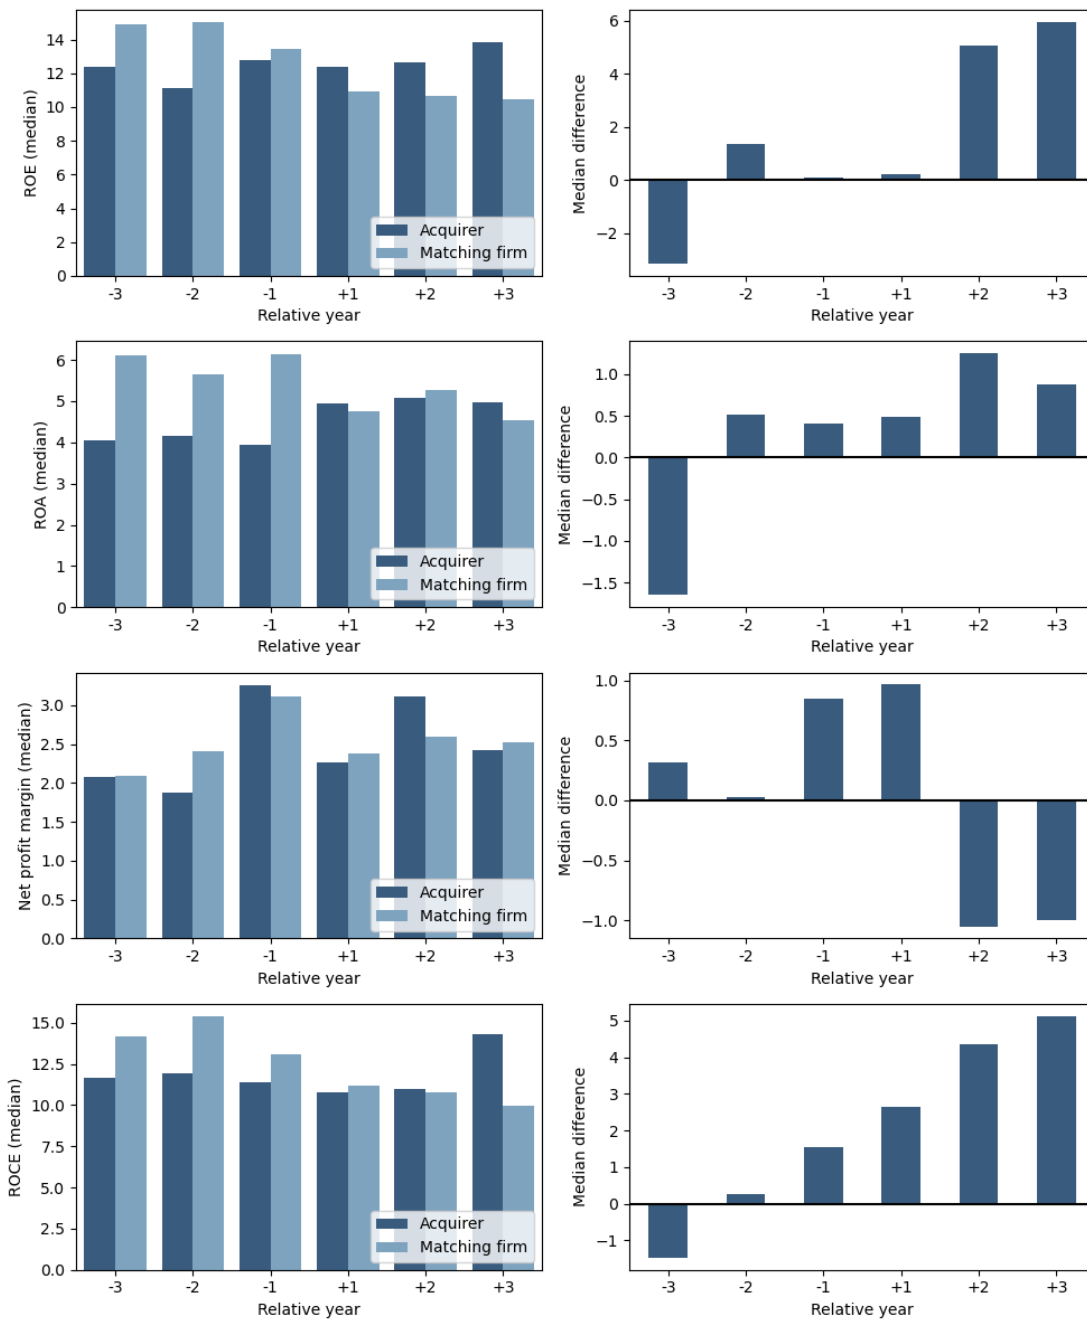 ROE (median)
14
12
10
8
6
4
2
0
-3 -2 -1 +1 +2 +3
Relative year
Acquirer
Matching firm
Median difference
6
4
2
0
−2
-3 -2 -1 +1 +2 +3
Relative year
ROA (median)
6
5
4
3
2
1
0
-3 -2 -1 +1 +2 +3
Relative year
Acquirer
Matching firm
Median difference
1.0
0.5
0.0
−0.5
−1.0
−1.5
-3 -2 -1 +1 +2 +3
Relative year
Net profit margin (median)
3.0
2.5
2.0
1.5
1.0
0.5
0.0
-3 -2 -1 +1 +2 +3
Relative year
Acquirer
Matching firm
Median difference
1.0
0.5
0.0
−0.5
−1.0
-3 -2 -1 +1 +2 +3
Relative year
ROCE (median)
15.0
12.5
10.0
7.5
5.0
2.5
0.0
-3 -2 -1 +1 +2 +3
Relative year
Acquirer
Matching firm
Median difference
5
4
3
2
1
0
−1
-3 -2 -1 +1 +2 +3
Relative year